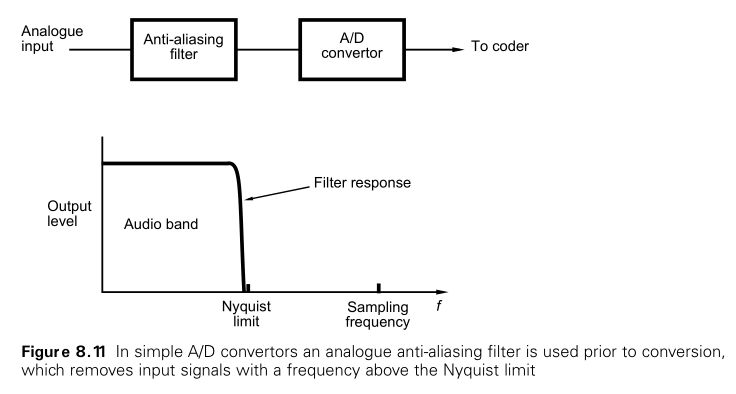 Analogue
input
Anti-aliasing
filter
A/D
convertor
To coder
Output
level
Audio band
Filter response
Nyquist
limit
Sampling
frequency
f
Figure 8.11 In simple A/D convertors an analogue anti-aliasing filter is used prior to conversion,
which removes input signals with a frequency above the Nyquist limit